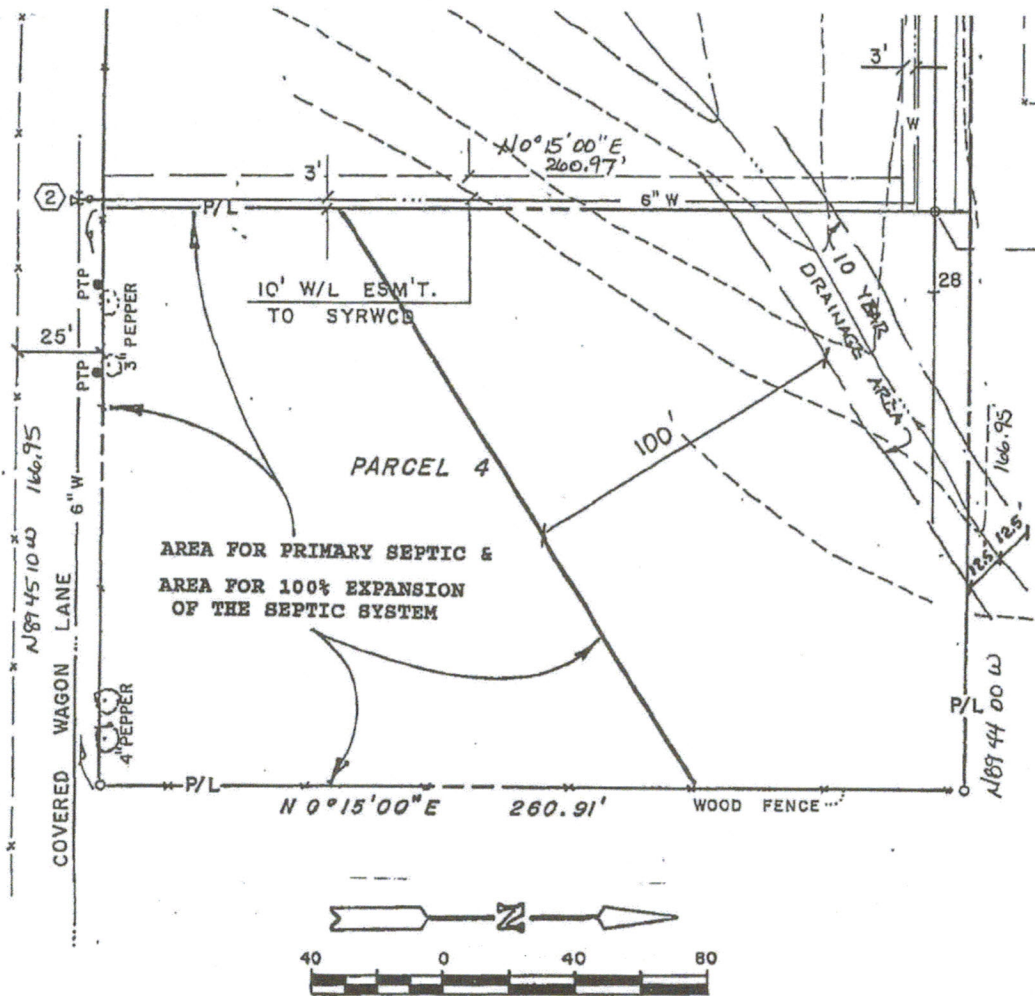 3'
W
N0°15'00"E
260.97'
3'
2
P/L
6" W
10' W/L ESM'T.
TO SYRWCD
10 YEAR
DRAINAGE AREA
28
PTP
3" PEPPER
25'
PTP
100'
166.95'
N89 45 10 W 166.95
6" W
PARCEL 4
AREA FOR PRIMARY SEPTIC &
AREA FOR 100% EXPANSION
OF THE SEPTIC SYSTEM
12.5
12.5
COVERED WAGON LANE
4" PEPPER
P/L
N89 44 00 W
P/L
N 0°15'00"E 260.91'
WOOD FENCE
N
40 0 40 80